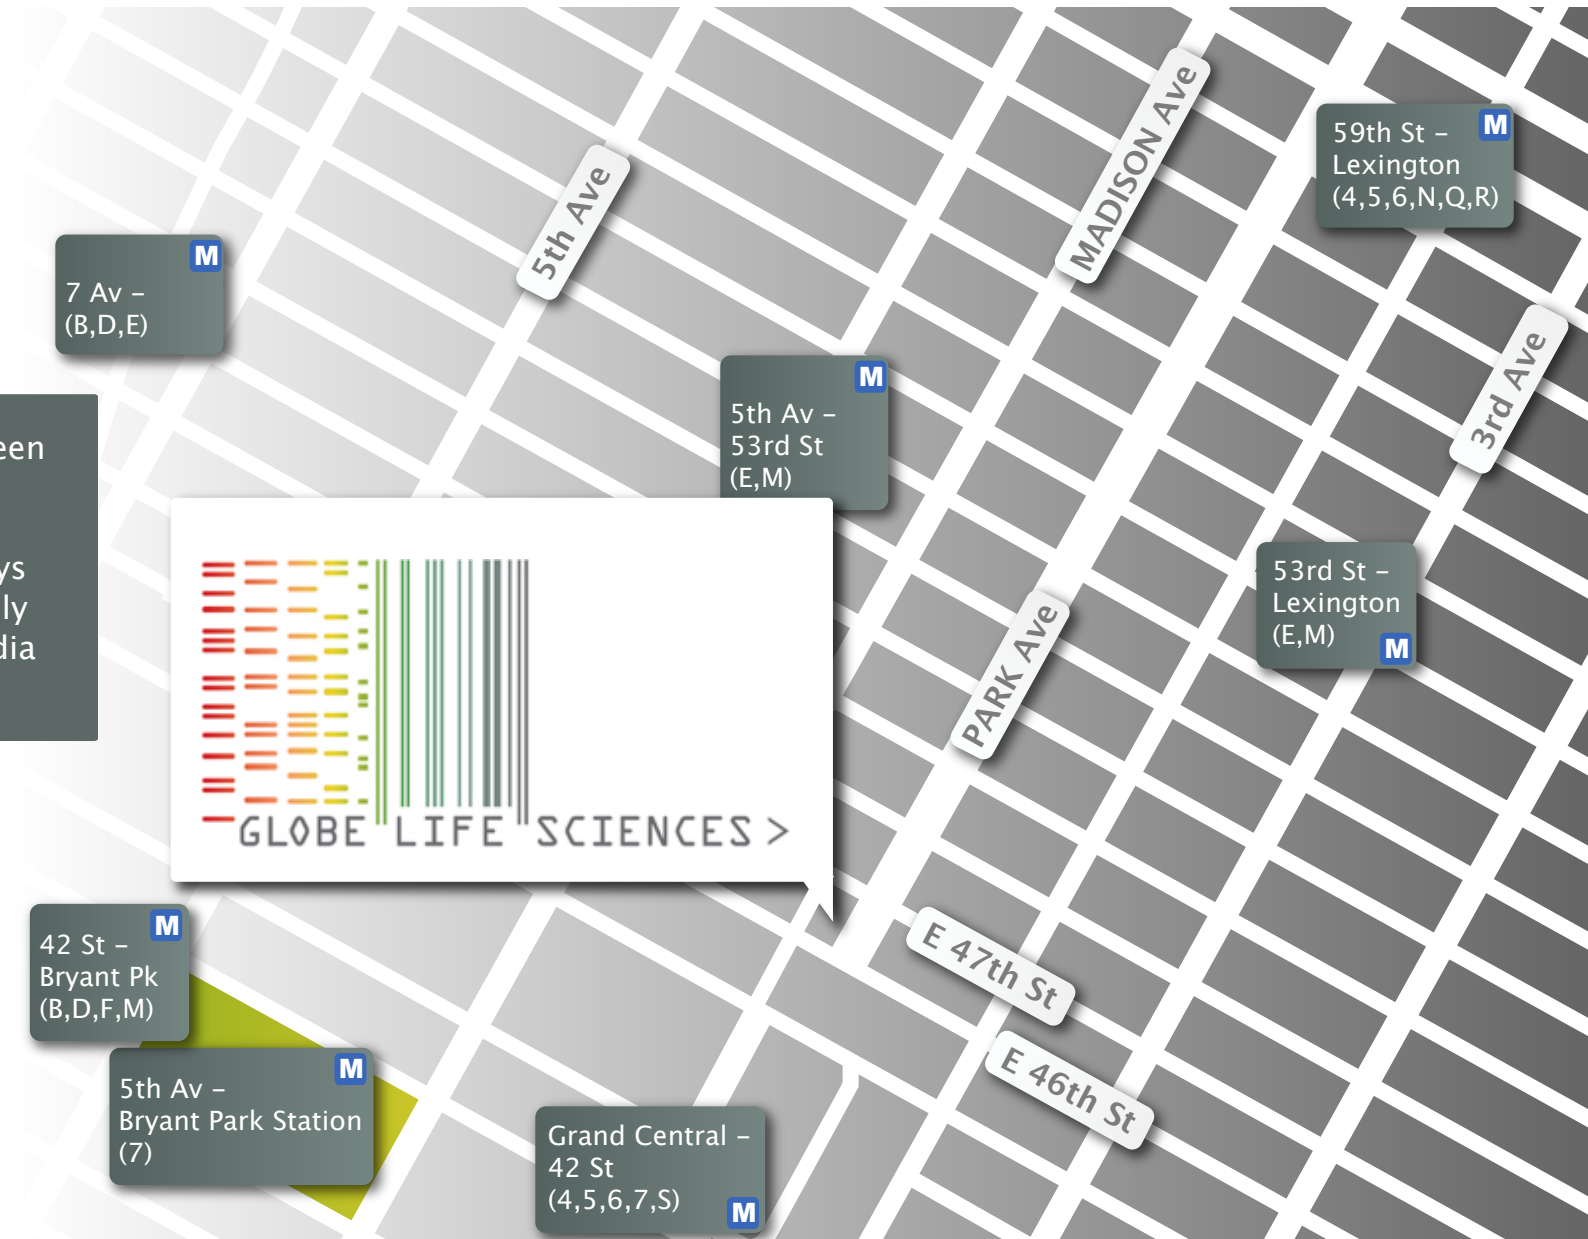 MADISON Ave
59th St –
Lexington
(4,5,6,N,Q,R)
M
5th Ave
7 Av –
(B,D,E)
M
3rd Ave
5th Av –
53rd St
(E,M)
M
een
ys
ly
dia
53rd St –
Lexington
(E,M)
M
PARK Ave
GLOBE LIFE SCIENCES >
42 St –
Bryant Pk
(B,D,F,M)
M
E 47th St
E 46th St
5th Av –
Bryant Park Station
(7)
M
Grand Central –
42 St
(4,5,6,7,S)
M